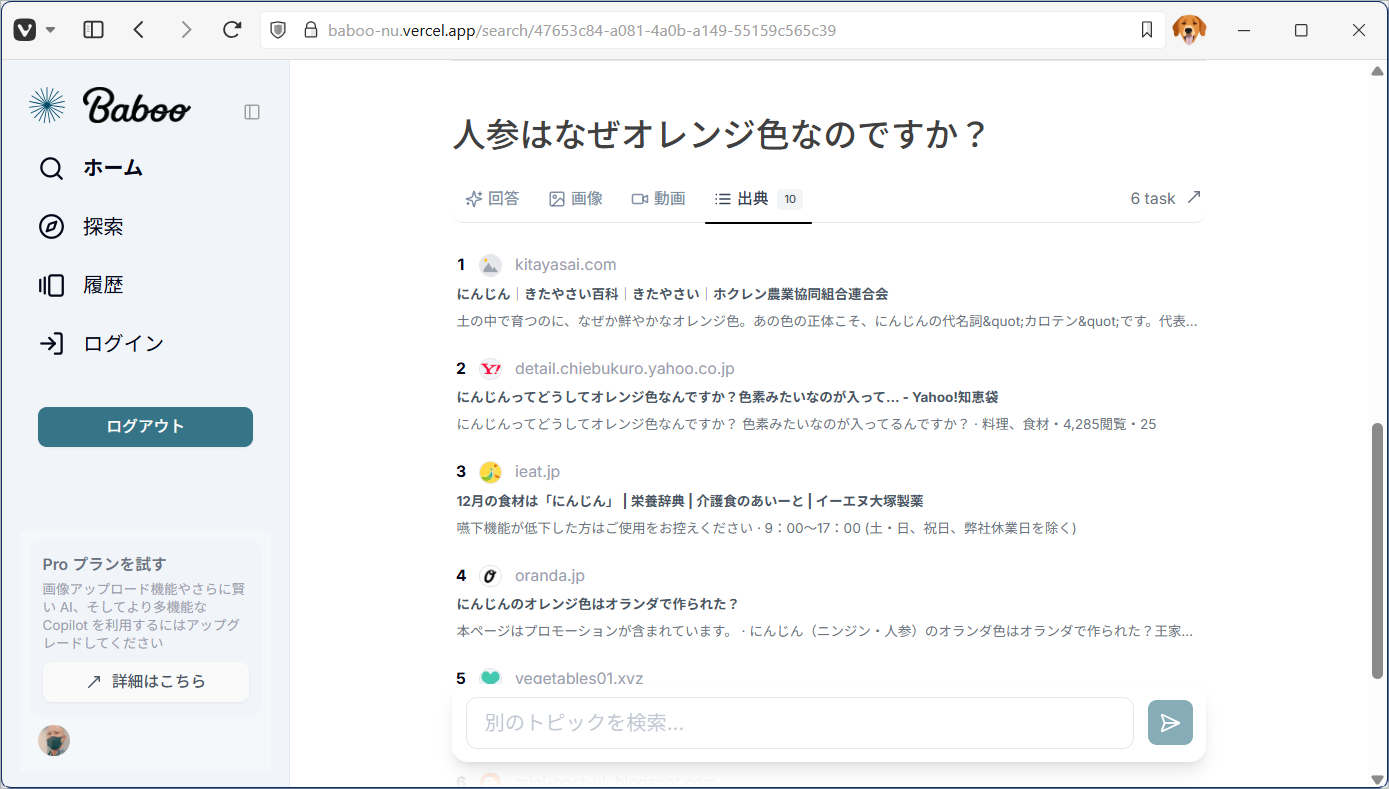 baboo-nu.vercel.app/search/47653c84-a081-4a0b-a149-55159c565c39
Baboo
ホーム
探索
履歴
ログイン
ログアウト
Pro プランを試す
画像アップロード機能やさらに賢
い AI、そしてより多機能な
Copilot を利用するにはアップグ
レードしてください
詳細はこちら
人参はなぜオレンジ色なのですか？
回答 画像 動画 出典 10 6 task
1 kitayasai.com
にんじん｜きたやさい百科｜きたやさい｜ホクレン農業協同組合連合会
土の中で育つのに、なぜか鮮やかなオレンジ色。あの色の正体こそ、にんじんの代名詞&quot;カロテン&quot;です。代表...
2 detail.chiebukuro.yahoo.co.jp
にんじんってどうしてオレンジ色なんですか？色素みたいなのが入って... - Yahoo!知恵袋
にんじんってどうしてオレンジ色なんですか？ 色素みたいなのが入ってるんですか？ · 料理、食材・4,285閲覧・25
3 ieat.jp
12月の食材は「にんじん」 | 栄養辞典 | 介護食のあいーと | イーエヌ大塚製薬
嚥下機能が低下した方はご使用をお控えください · 9：00～17：00 (土・日、祝日、弊社休業日を除く)
4 oranda.jp
にんじんのオレンジ色はオランダで作られた？
本ページはプロモーションが含まれています。 · にんじん（ニンジン・人参）のオランダ色はオランダで作られた？王家...
5 vegetables01.xyz
別のトピックを検索...
6 mini-post-uk.blogspot.com